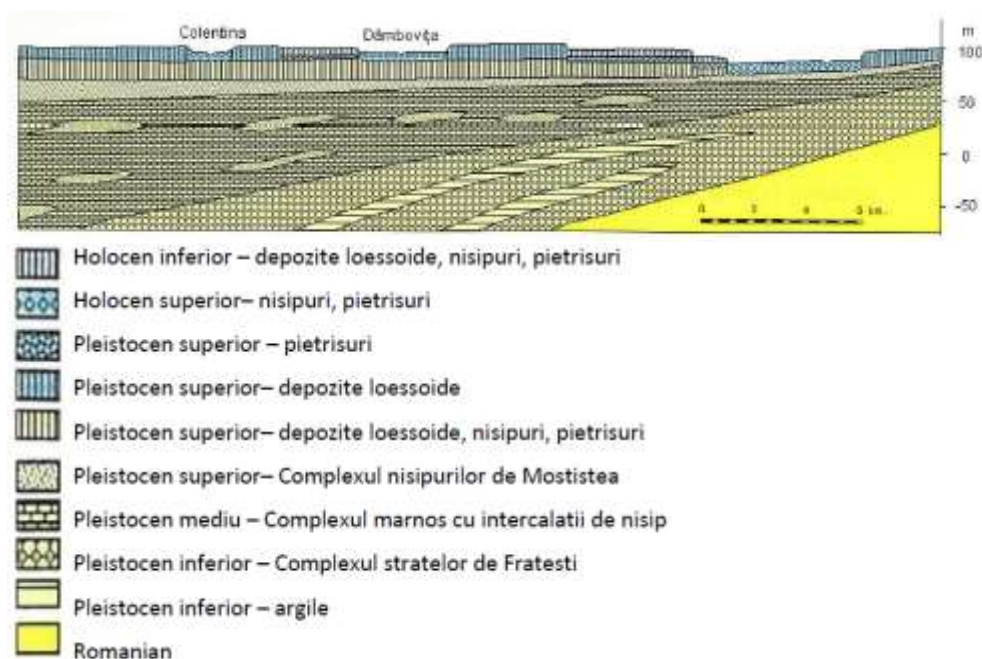 Colentina Dâmboviţa m
100
50
0
-50
Holocen inferior – depozite loessoide, nisipuri, pietrisuri
Holocen superior– nisipuri, pietrisuri
Pleistocen superior – pietrisuri
Pleistocen superior– depozite loessoide
Pleistocen superior– depozite loessoide, nisipuri, pietrisuri
Pleistocen superior– Complexul nisipurilor de Mostistea
Pleistocen mediu – Complexul marnos cu intercalatii de nisip
Pleistocen inferior – Complexul stratelor de Fratesti
Pleistocen inferior – argile
Romanian